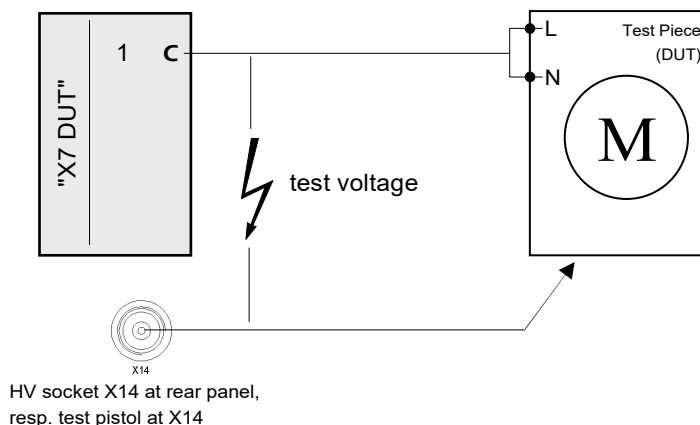 "X7 DUT"
1 C
L
N
Test Piece
(DUT)
M
test voltage
X14
HV socket X14 at rear panel,
resp. test pistol at X14